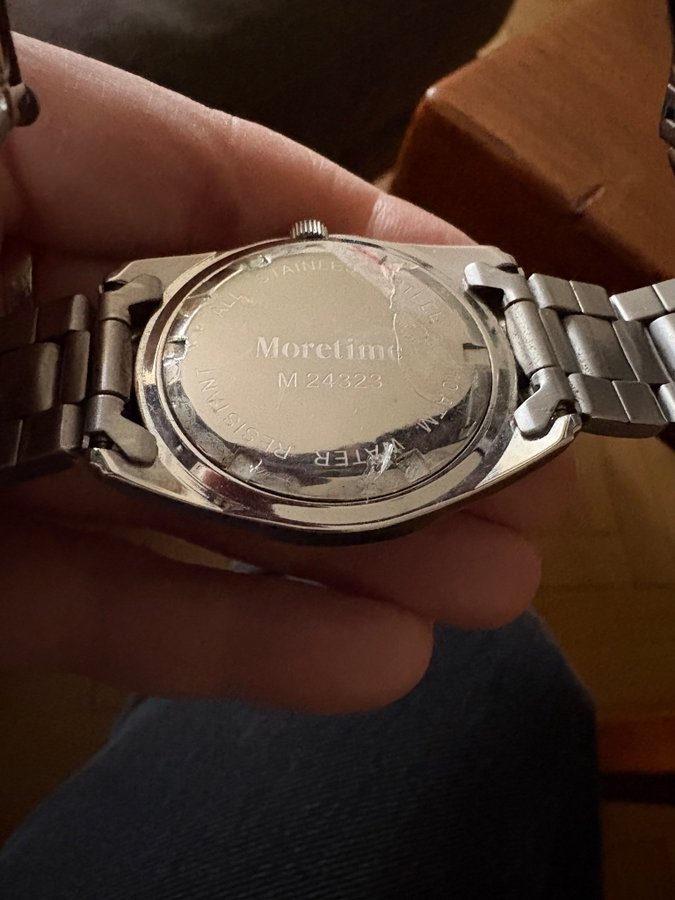 Moretime
M 24323
ALL STAINLESS STEEL
WATER RESISTANT